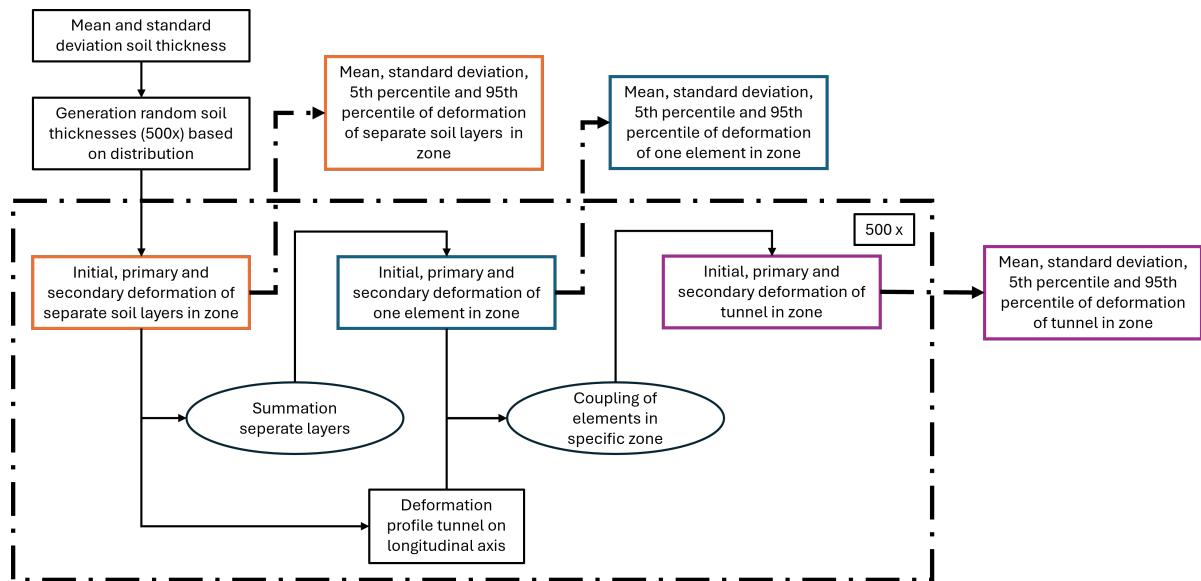 Mean and standard
deviation soil thickness
Generation random soil
thicknesses (500x) based
on distribution
Mean, standard deviation,
5th percentile and 95th
percentile of deformation
of separate soil layers in
zone
Mean, standard deviation,
5th percentile and 95th
percentile of deformation
of one element in zone
500 x
Initial, primary and
secondary deformation of
separate soil layers in zone
Initial, primary and
secondary deformation of
one element in zone
Initial, primary and
secondary deformation of
tunnel in zone
Mean, standard deviation,
5th percentile and 95th
percentile of deformation
of tunnel in zone
Summation
seperate layers
Coupling of
elements in
specific zone
Deformation
profile tunnel on
longitudinal axis